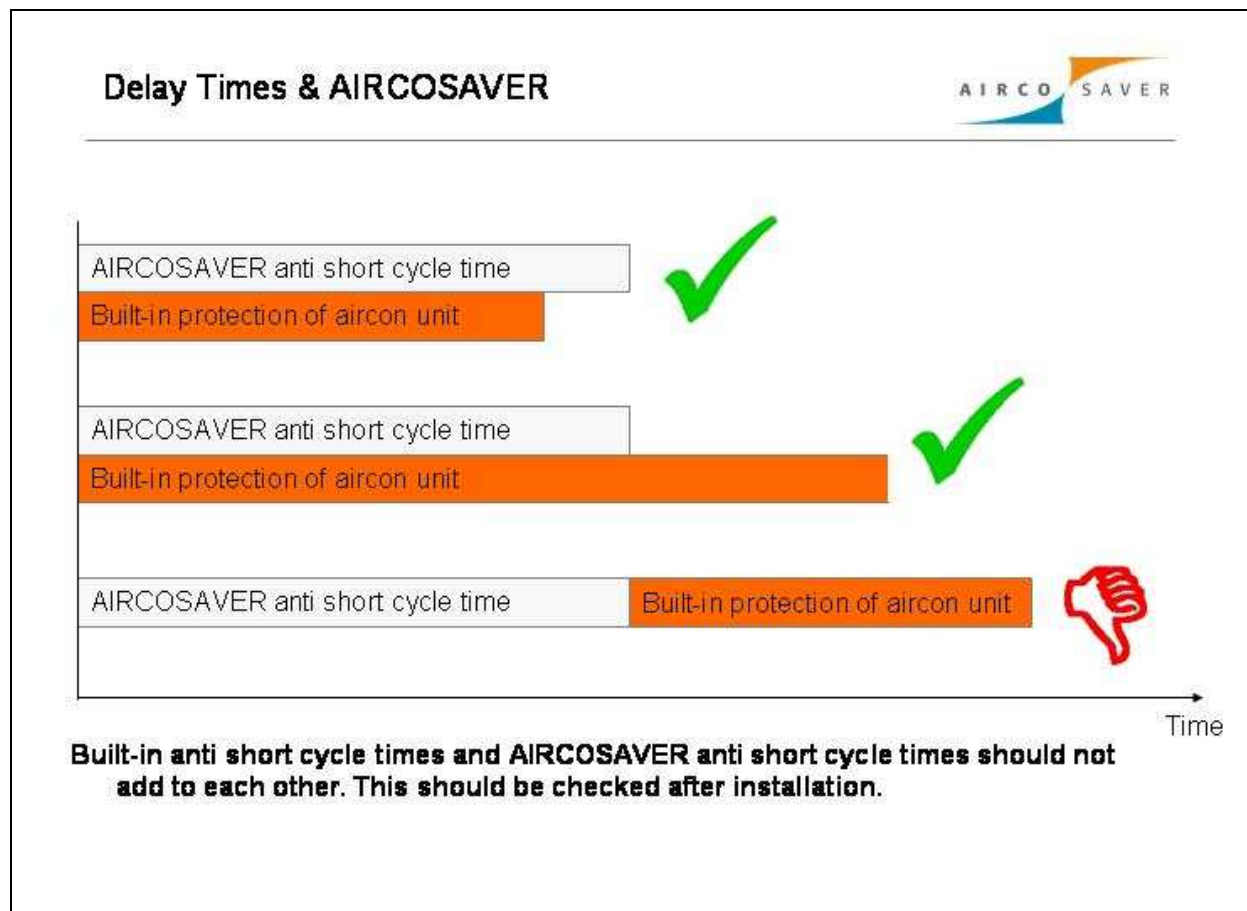 Delay Times & AIRCOSAVER
AIRCO SAVER
AIRCOSAVER anti short cycle time
Built-in protection of aircon unit
AIRCOSAVER anti short cycle time
Built-in protection of aircon unit
AIRCOSAVER anti short cycle time
Built-in protection of aircon unit
Time
Built-in anti short cycle times and AIRCOSAVER anti short cycle times should not
add to each other. This should be checked after installation.